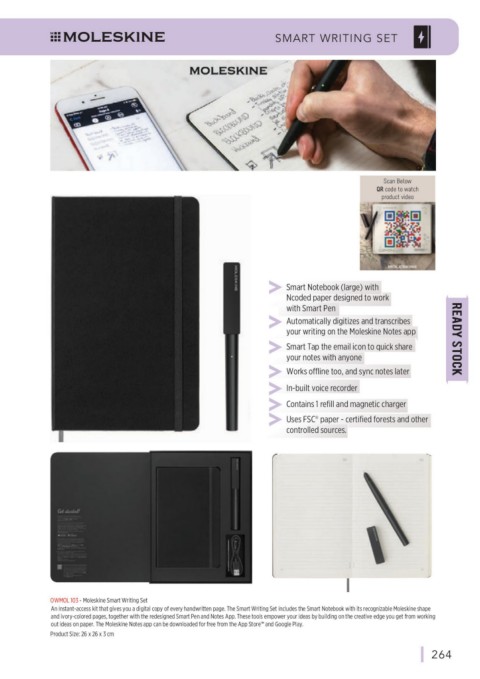 MOLESKINE
SMART WRITING SET
MOLESKINE
Scan Below
QR code to watch
product video
Smart Notebook (large) with
Ncoded paper designed to work
with Smart Pen
Automatically digitizes and transcribes
your writing on the Moleskine Notes app
Smart Tap the email icon to quick share
your notes with anyone
Works offline too, and sync notes later
In-built voice recorder
Contains 1 refill and magnetic charger
Uses FSC® paper - certified forests and other
controlled sources.
READY STOCK
Get started!
OWMOL 103 - Moleskine Smart Writing Set
An instant-access kit that gives you a digital copy of every handwritten page. The Smart Writing Set includes the Smart Notebook with its recognizable Moleskine shape
and ivory-colored pages, together with the redesigned Smart Pen and Notes App. These tools empower your ideas by building on the creative edge you get from working
out ideas on paper. The Moleskine Notes app can be downloaded for free from the App Store™ and Google Play.
Product Size: 26 x 26 x 3 cm
264